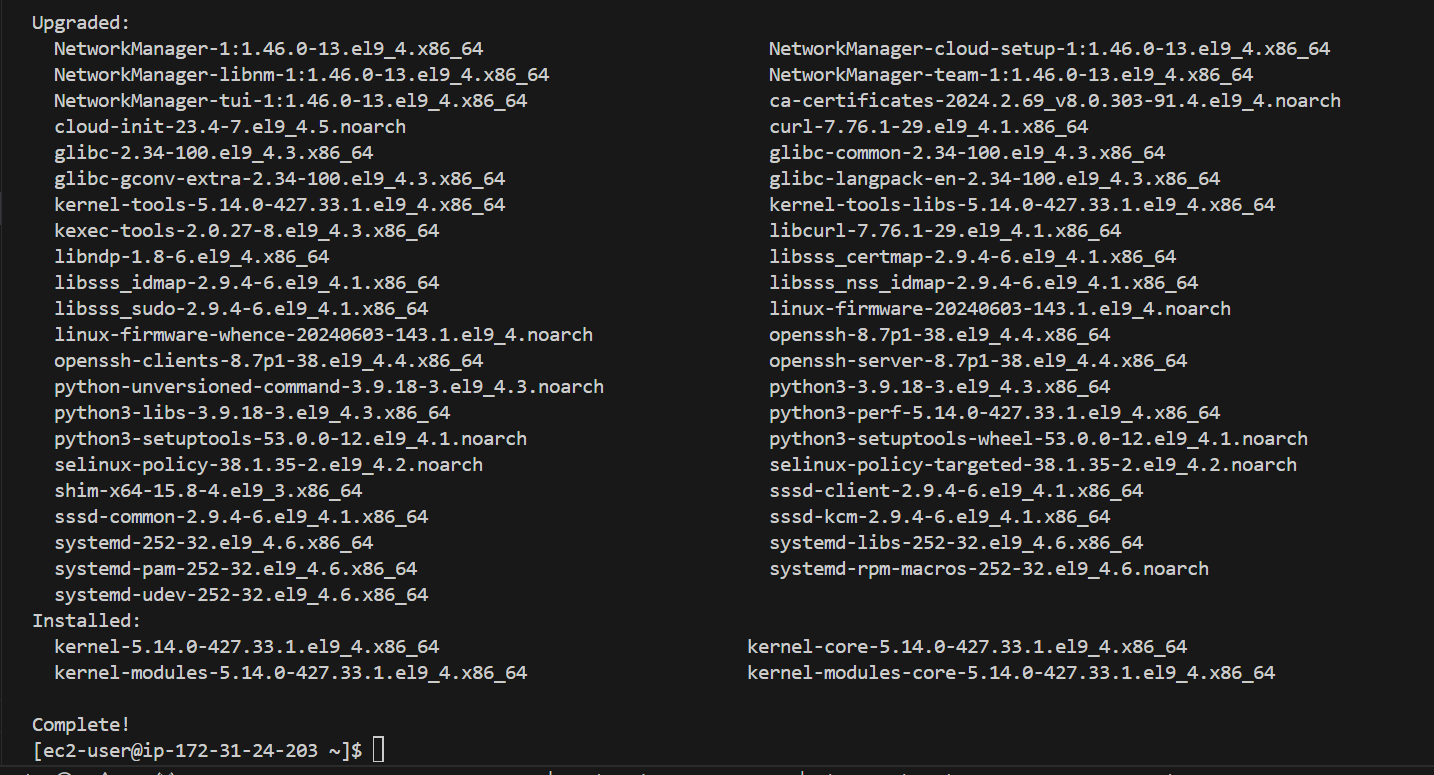 Upgraded:
NetworkManager-1:1.46.0-13.el9_4.x86_64 NetworkManager-cloud-setup-1:1.46.0-13.el9_4.x86_64
NetworkManager-libnm-1:1.46.0-13.el9_4.x86_64 NetworkManager-team-1:1.46.0-13.el9_4.x86_64
NetworkManager-tui-1:1.46.0-13.el9_4.x86_64 ca-certificates-2024.2.69_v8.0.303-91.4.el9_4.noarch
cloud-init-23.4-7.el9_4.5.noarch curl-7.76.1-29.el9_4.1.x86_64
glibc-2.34-100.el9_4.3.x86_64 glibc-common-2.34-100.el9_4.3.x86_64
glibc-gconv-extra-2.34-100.el9_4.3.x86_64 glibc-langpack-en-2.34-100.el9_4.3.x86_64
kernel-tools-5.14.0-427.33.1.el9_4.x86_64 kernel-tools-libs-5.14.0-427.33.1.el9_4.x86_64
kexec-tools-2.0.27-8.el9_4.3.x86_64 libcurl-7.76.1-29.el9_4.1.x86_64
libndp-1.8-6.el9_4.x86_64 libsss_certmap-2.9.4-6.el9_4.1.x86_64
libsss_idmap-2.9.4-6.el9_4.1.x86_64 libsss_nss_idmap-2.9.4-6.el9_4.1.x86_64
libsss_sudo-2.9.4-6.el9_4.1.x86_64 linux-firmware-20240603-143.1.el9_4.noarch
linux-firmware-whence-20240603-143.1.el9_4.noarch openssh-8.7p1-38.el9_4.4.x86_64
openssh-clients-8.7p1-38.el9_4.4.x86_64 openssh-server-8.7p1-38.el9_4.4.x86_64
python-unversioned-command-3.9.18-3.el9_4.3.noarch python3-3.9.18-3.el9_4.3.x86_64
python3-libs-3.9.18-3.el9_4.3.x86_64 python3-perf-5.14.0-427.33.1.el9_4.x86_64
python3-setuptools-53.0.0-12.el9_4.1.noarch python3-setuptools-wheel-53.0.0-12.el9_4.1.noarch
selinux-policy-38.1.35-2.el9_4.2.noarch selinux-policy-targeted-38.1.35-2.el9_4.2.noarch
shim-x64-15.8-4.el9_3.x86_64 sssd-client-2.9.4-6.el9_4.1.x86_64
sssd-common-2.9.4-6.el9_4.1.x86_64 sssd-kcm-2.9.4-6.el9_4.1.x86_64
systemd-252-32.el9_4.6.x86_64 systemd-libs-252-32.el9_4.6.x86_64
systemd-pam-252-32.el9_4.6.x86_64 systemd-rpm-macros-252-32.el9_4.6.noarch
systemd-udev-252-32.el9_4.6.x86_64
Installed:
kernel-5.14.0-427.33.1.el9_4.x86_64 kernel-core-5.14.0-427.33.1.el9_4.x86_64
kernel-modules-5.14.0-427.33.1.el9_4.x86_64 kernel-modules-core-5.14.0-427.33.1.el9_4.x86_64
Complete!
[ec2-user@ip-172-31-24-203 ~]$